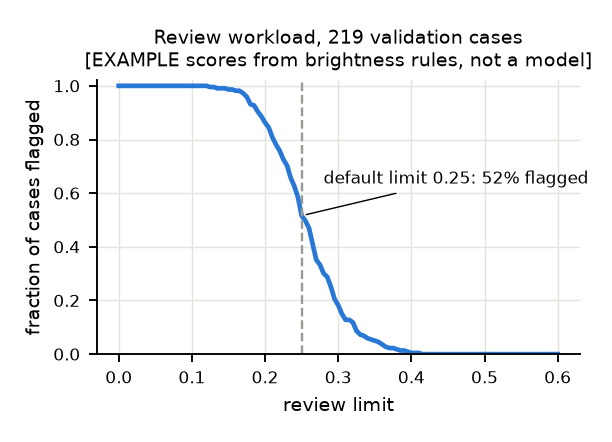 Review workload, 219 validation cases
[EXAMPLE scores from brightness rules, not a model]
fraction of cases flagged
1.0
0.8
0.6
0.4
0.2
0.0
default limit 0.25: 52% flagged
0.0 0.1 0.2 0.3 0.4 0.5 0.6
review limit